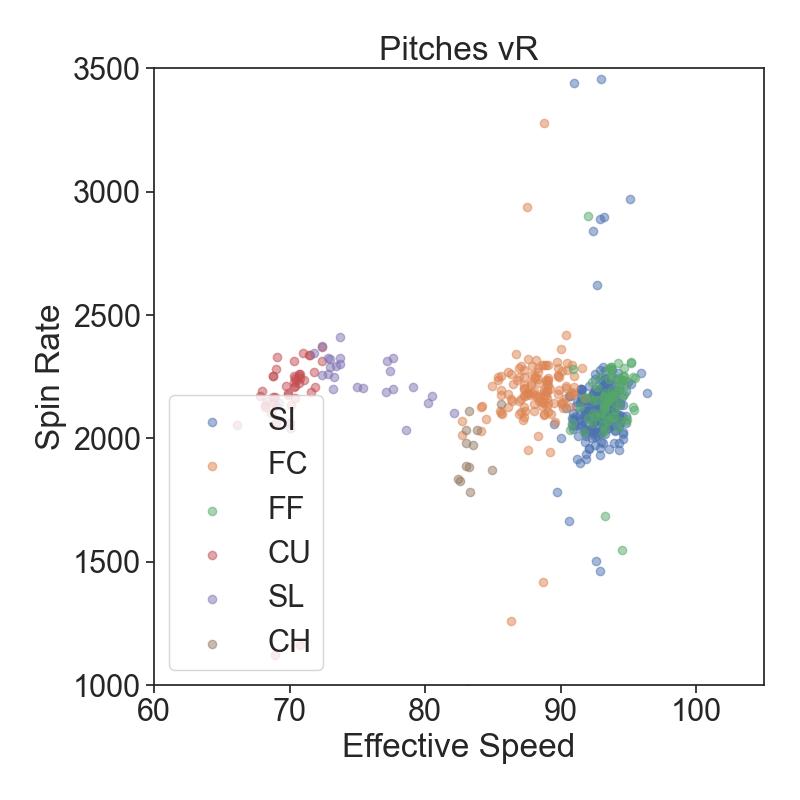 Pitches vR
3500
3000
2500
2000
1500
1000
Spin Rate
SI
FC
FF
CU
SL
CH
60 70 80 90 100
Effective Speed